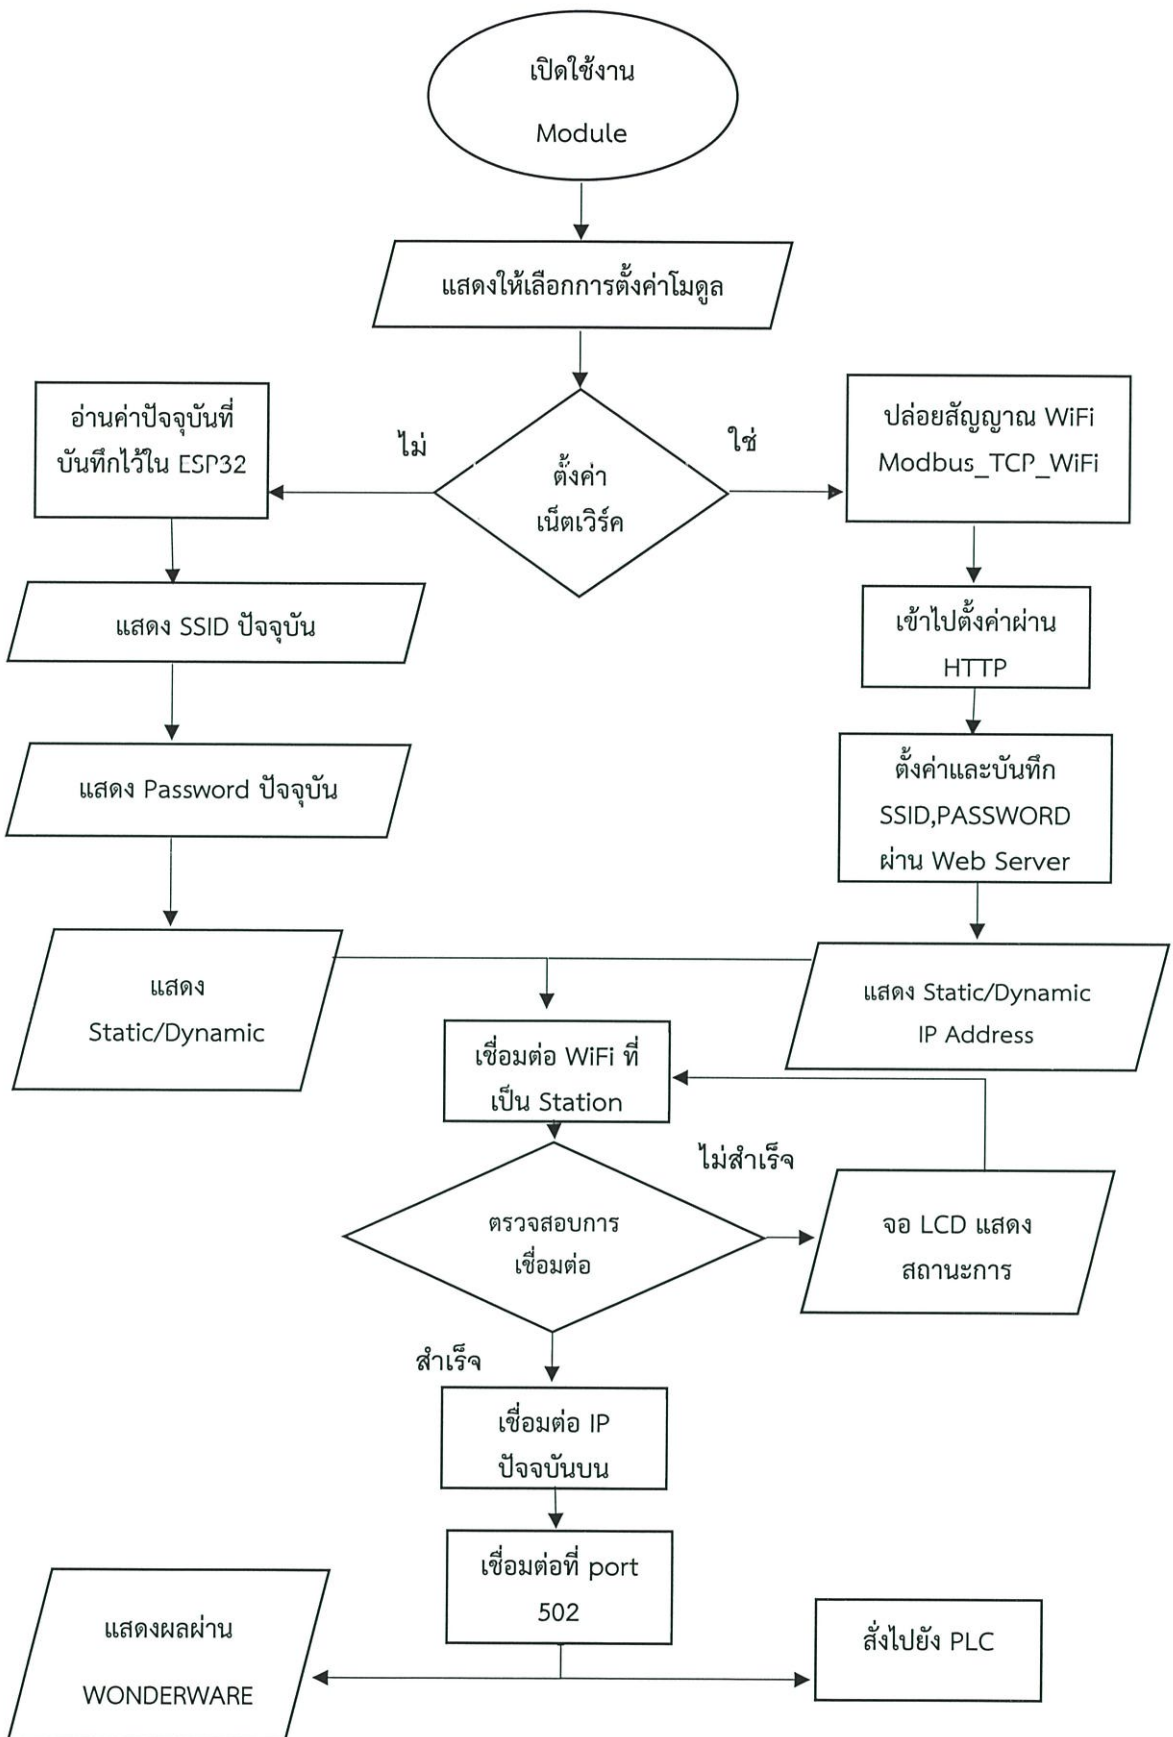 เปิดใช้งาน
Module
แสดงให้เลือกการตั้งค่าโมดูล
อ่านค่าปัจจุบันที่
บันทึกไว้ใน ESP32
ไม่
ตั้งค่า
เน็ตเวิร์ค
ใช่
ปล่อยสัญญาณ WiFi
Modbus_TCP_WiFi
แสดง SSID ปัจจุบัน
เข้าไปตั้งค่าผ่าน
HTTP
แสดง Password ปัจจุบัน
ตั้งค่าและบันทึก
SSID,PASSWORD
ผ่าน Web Server
แสดง
Static/Dynamic
แสดง Static/Dynamic
IP Address
เชื่อมต่อ WiFi ที่
เป็น Station
ไม่สำเร็จ
ตรวจสอบการ
เชื่อมต่อ
จอ LCD แสดง
สถานะการ
สำเร็จ
เชื่อมต่อ IP
ปัจจบันบน
เชื่อมต่อที่ port
502
แสดงผลผ่าน
WONDERWARE
สั่งไปยัง PLC